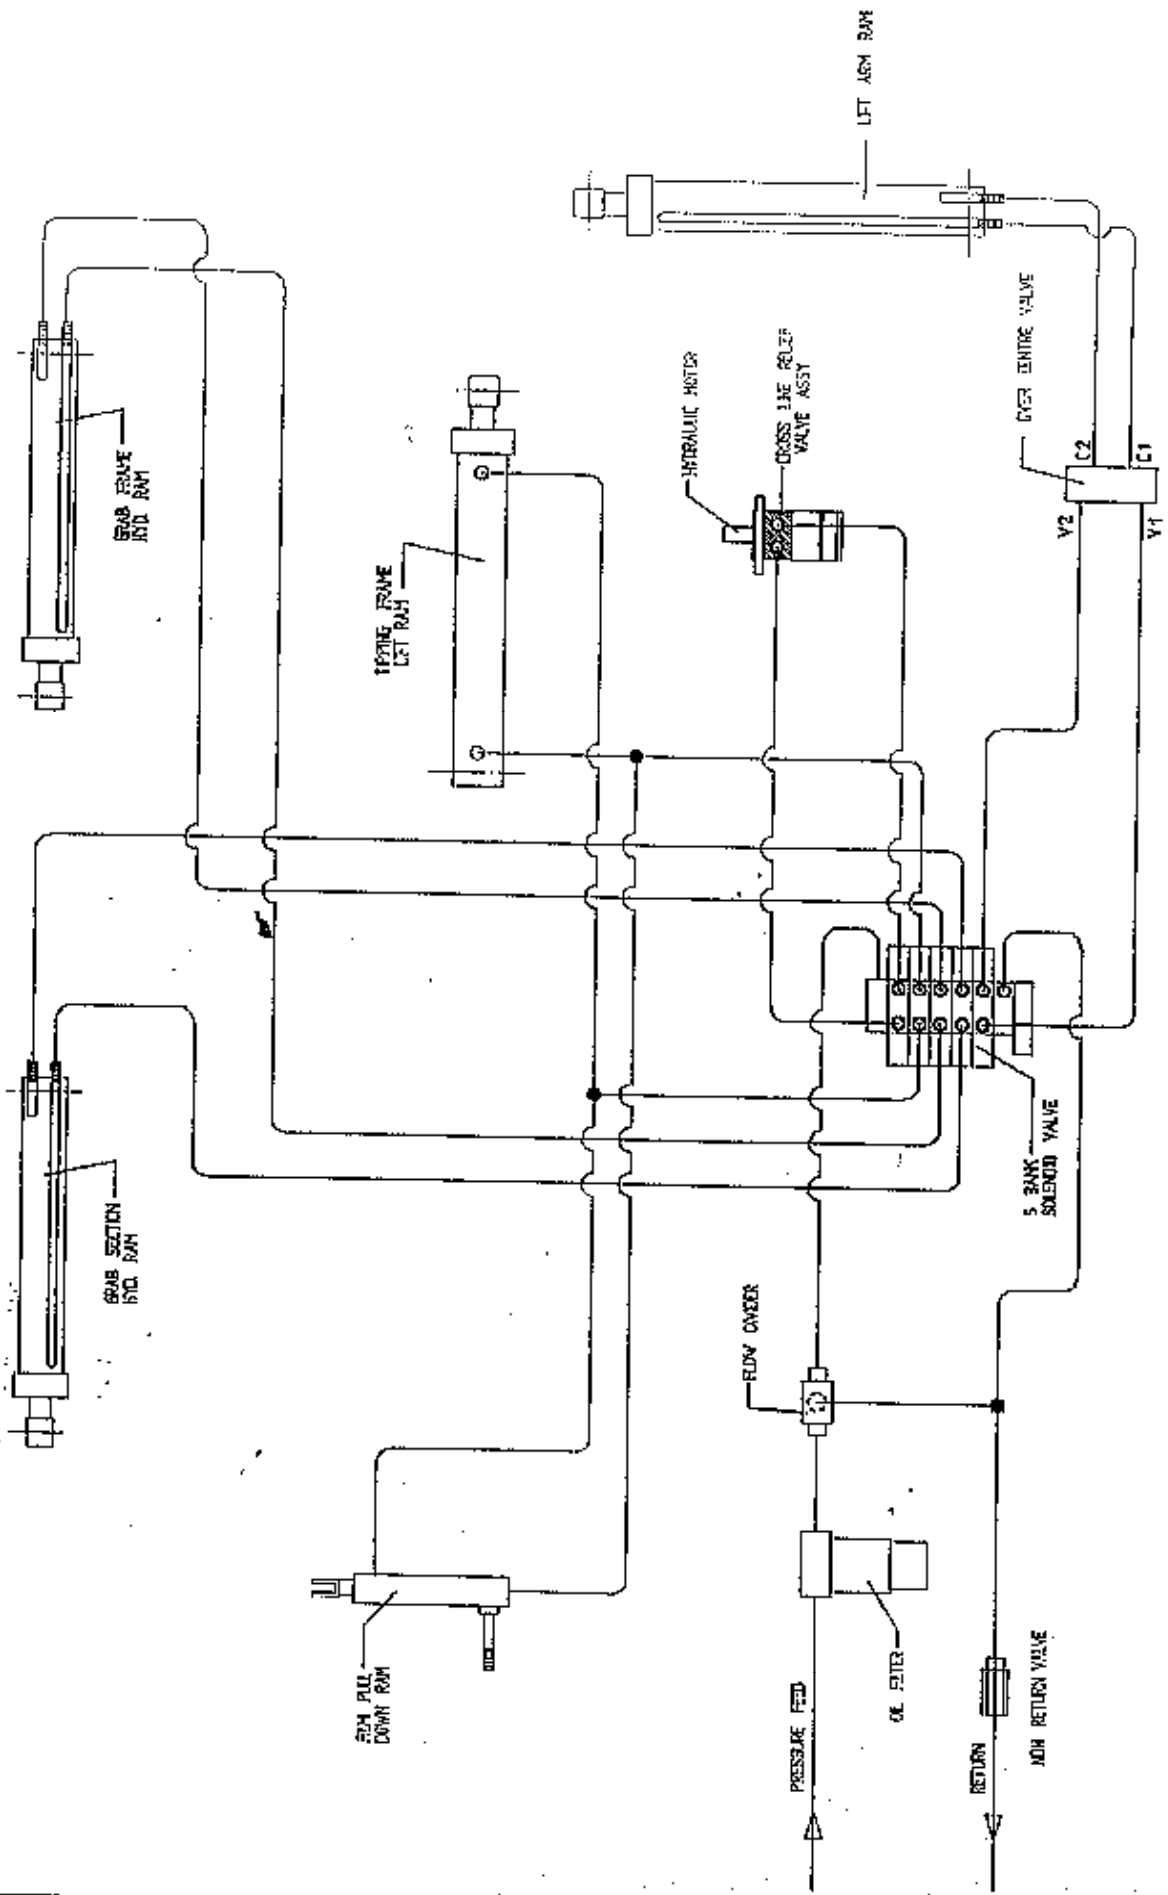 GRAB SECTION
HYD. RAM
GRAB FRAME
HYD. RAM
ARM PULL
DOWN RAM
TIPPING FRAME
LIFT RAM
HYDRAULIC MOTOR
CROSS LINE RELIEF
VALVE ASSY
LIFT ARM RAM
PRESSURE FEED
OIL FILTER
FLOW DIVIDER
5 BANK
SOLENOID VALVE
OVER CENTRE VALVE
V2
C2
V1
C1
RETURN
NON RETURN VALVE